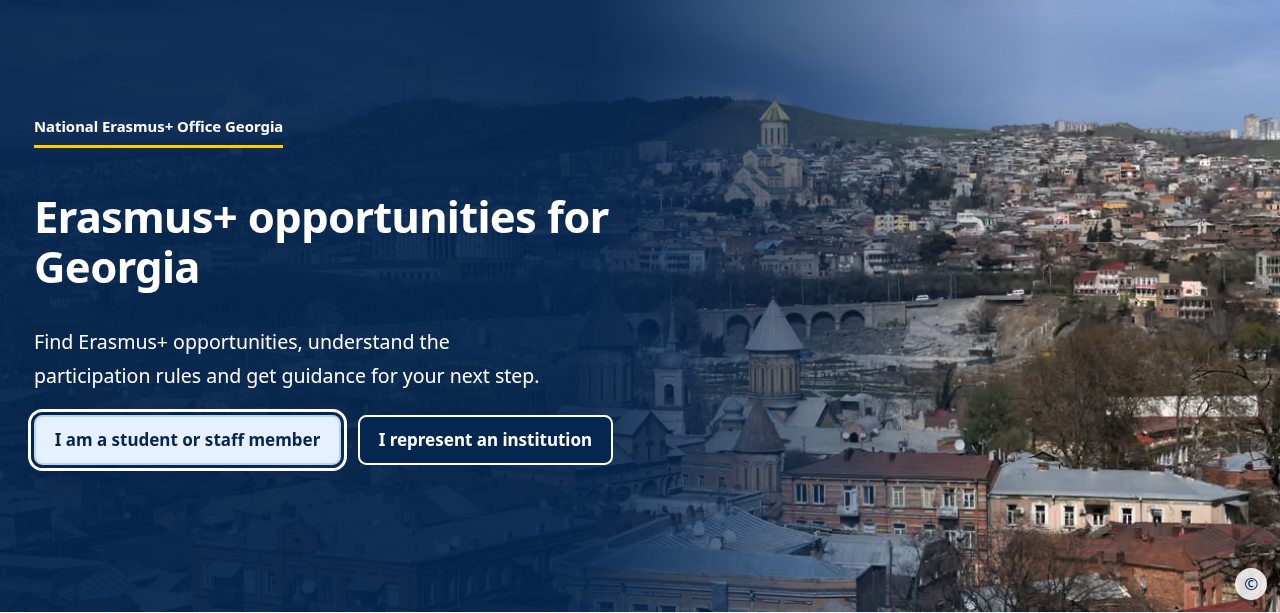 National Erasmus+ Office Georgia
Erasmus+ opportunities for
Georgia
Find Erasmus+ opportunities, understand the
participation rules and get guidance for your next step.
I am a student or staff member
I represent an institution
©